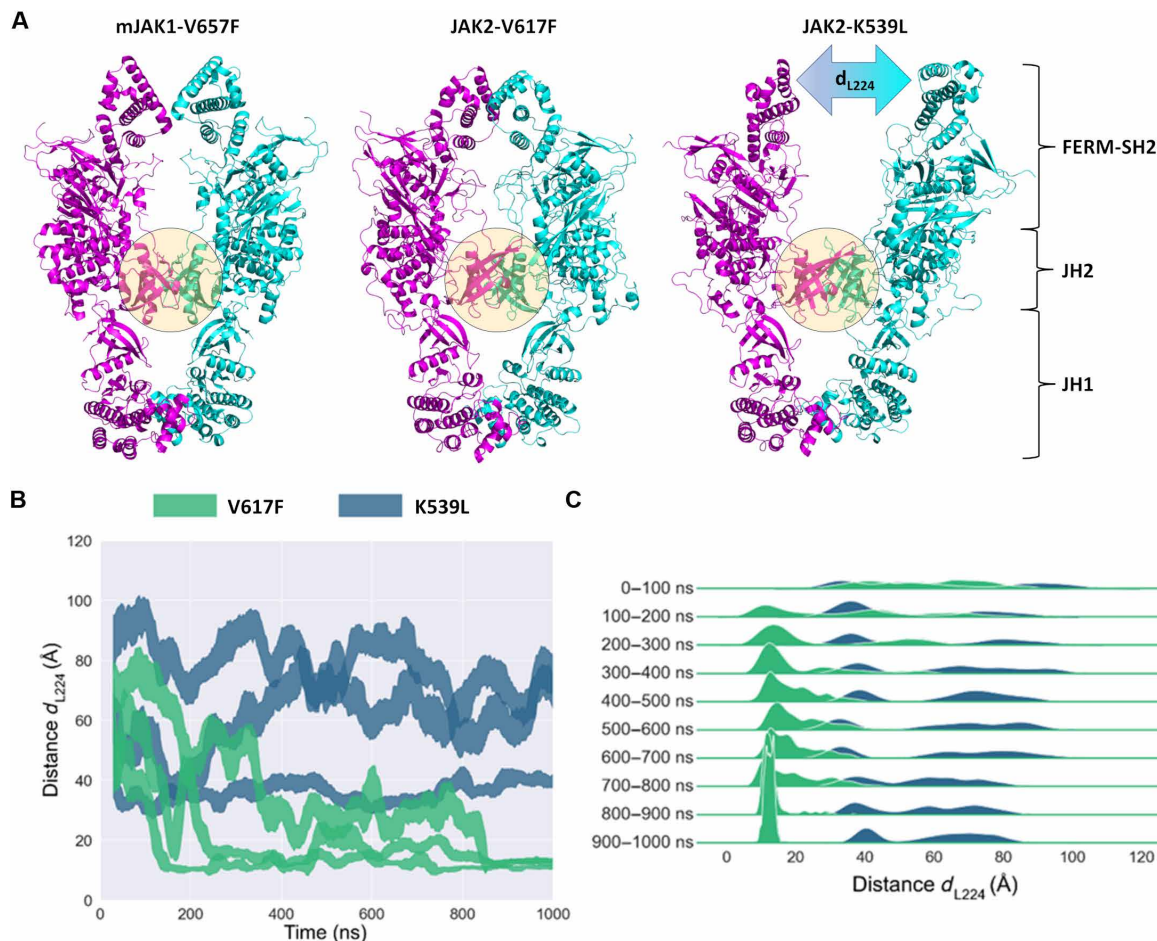 A
mJAK1-V657F
JAK2-V617F
JAK2-K539L
dL224
FERM-SH2
JH2
JH1
B
V617F
K539L
120
100
80
60
40
20
0
Distance dL224 (Å)
0 200 400 600 800 1000
Time (ns)
C
0–100 ns
100–200 ns
200–300 ns
300–400 ns
400–500 ns
500–600 ns
600–700 ns
700–800 ns
800–900 ns
900–1000 ns
0 20 40 60 80 100 120
Distance dL224 (Å)